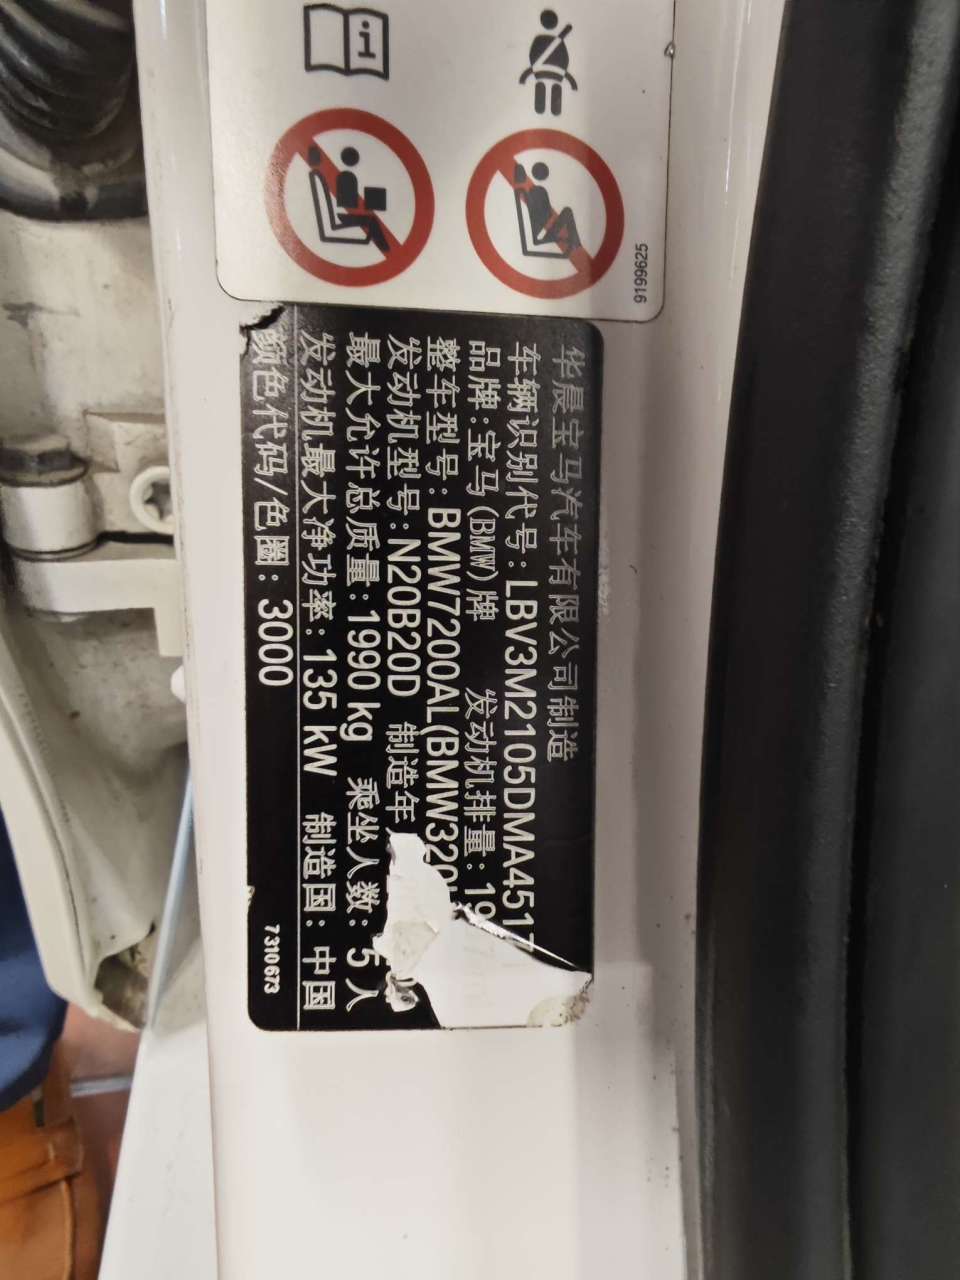 9199625
华晨宝马汽车有限公司制造
车辆识别代号:LBV3M2105DMA451
品牌:宝马(BMW)牌 发动机排量:19
整车型号:BMW7200AL(BMW320
发动机型号:N20B20D 制造年
最大允许总质量:1990 kg 乘坐人数:5人
发动机最大净功率:135 kW 制造国:中国
颜色代码/色圈:3000
7310673